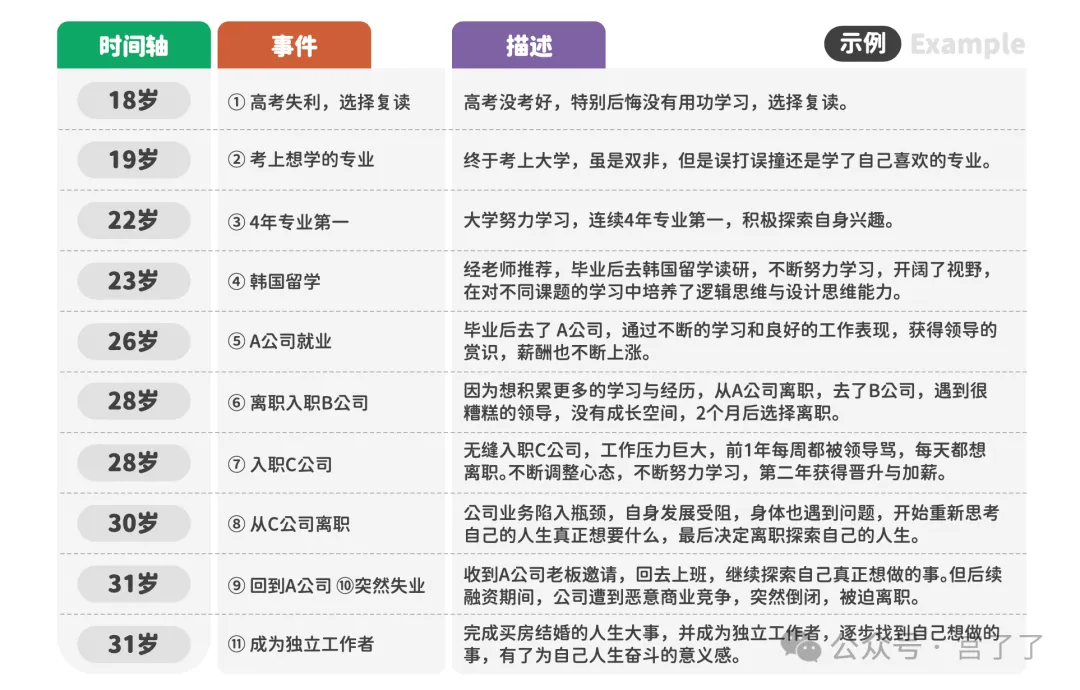 时间轴 事件 描述 示例 Example
18岁 ① 高考失利，选择复读 高考没考好，特别后悔没有用功学习，选择复读。
19岁 ② 考上想学的专业 终于考上大学，虽是双非，但是误打误撞还是学了自己喜欢的专业。
22岁 ③ 4年专业第一 大学努力学习，连续4年专业第一，积极探索自身兴趣。
23岁 ④ 韩国留学 经老师推荐，毕业后去韩国留学读研，不断努力学习，开阔了视野，
在对不同课题的学习中培养了逻辑思维与设计思维能力。
26岁 ⑤ A公司就业 毕业后去了 A公司，通过不断的学习和良好的工作表现，获得领导的
赏识，薪酬也不断上涨。
28岁 ⑥ 离职入职B公司 因为想积累更多的学习与经历，从A公司离职，去了B公司，遇到很
糟糕的领导，没有成长空间，2个月后选择离职。
28岁 ⑦ 入职C公司 无缝入职C公司，工作压力巨大，前1年每周都被领导骂，每天都想
离职。不断调整心态，不断努力学习，第二年获得晋升与加薪。
30岁 ⑧ 从C公司离职 公司业务陷入瓶颈，自身发展受阻，身体也遇到问题，开始重新思考
自己的人生真正想要什么，最后决定离职探索自己的人生。
31岁 ⑨ 回到A公司 ⑩突然失业 收到A公司老板邀请，回去上班，继续探索自己真正想做的事。但后续
融资期间，公司遭到恶意商业竞争，突然倒闭，被迫离职。
31岁 ⑪ 成为独立工作者 完成买房结婚的人生大事，并成为独立工作者，逐步找到自己想做的
事，有了为自己人生奋斗的意义感。
公众号 · 宫了了